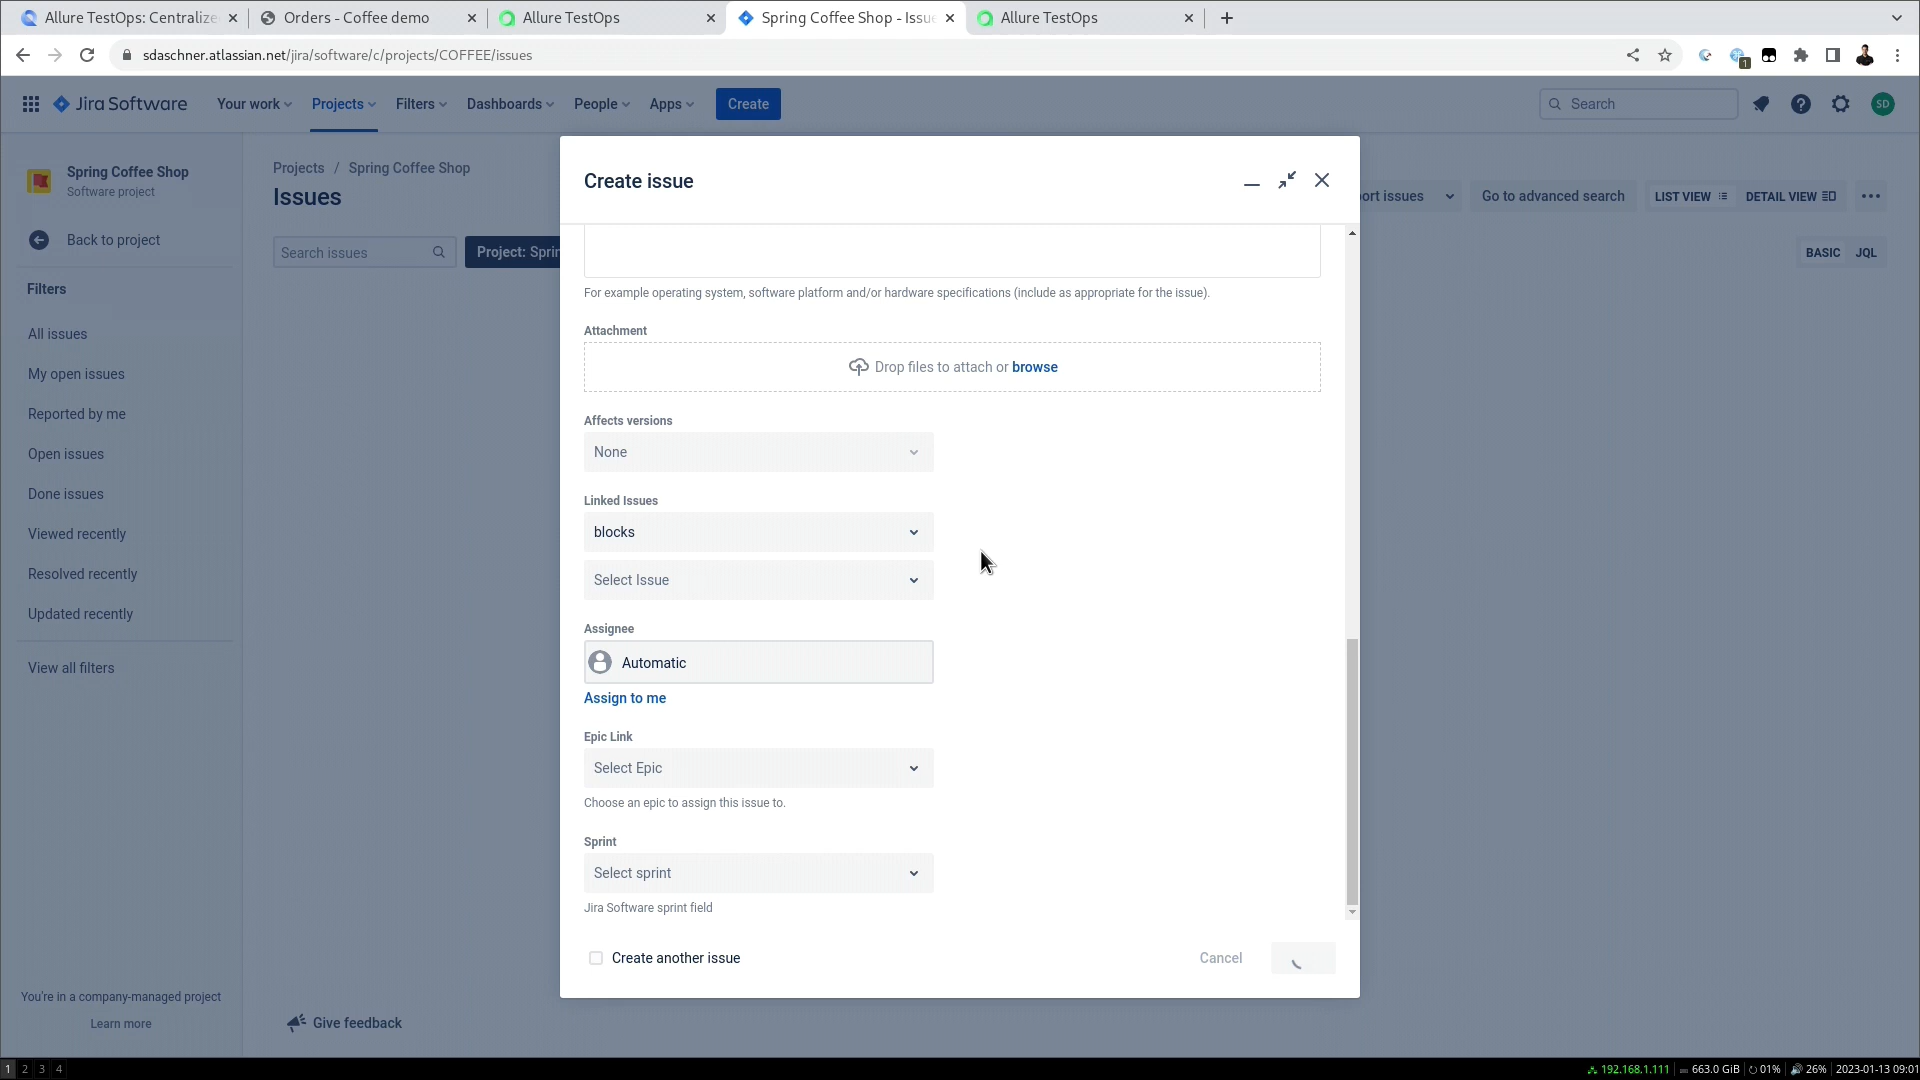 Allure TestOps: Centralize
Orders - Coffee demo
Allure TestOps
Spring Coffee Shop - Issue
Allure TestOps
sdaschner.atlassian.net/jira/software/c/projects/COFFEE/issues
1
Jira Software
Your work
Projects
Filters
Dashboards
People
Apps
Create
Search
SD
Spring Coffee Shop
Software project
Back to project
Filters
All issues
My open issues
Reported by me
Open issues
Done issues
Viewed recently
Resolved recently
Updated recently
View all filters
You're in a company-managed project
Learn more
Projects / Spring Coffee Shop
Issues
ort issues
Go to advanced search
LIST VIEW
DETAIL VIEW
Search issues
Project: Sprin
BASIC
JQL
Create issue
For example operating system, software platform and/or hardware specifications (include as appropriate for the issue).
Attachment
Drop files to attach or browse
Affects versions
None
Linked Issues
blocks
Select Issue
Assignee
Automatic
Assign to me
Epic Link
Select Epic
Choose an epic to assign this issue to.
Sprint
Select sprint
Jira Software sprint field
Create another issue
Cancel
Give feedback
1 2 3 4
192.168.1.111
663.0 GiB
01%
26%
2023-01-13 09:01